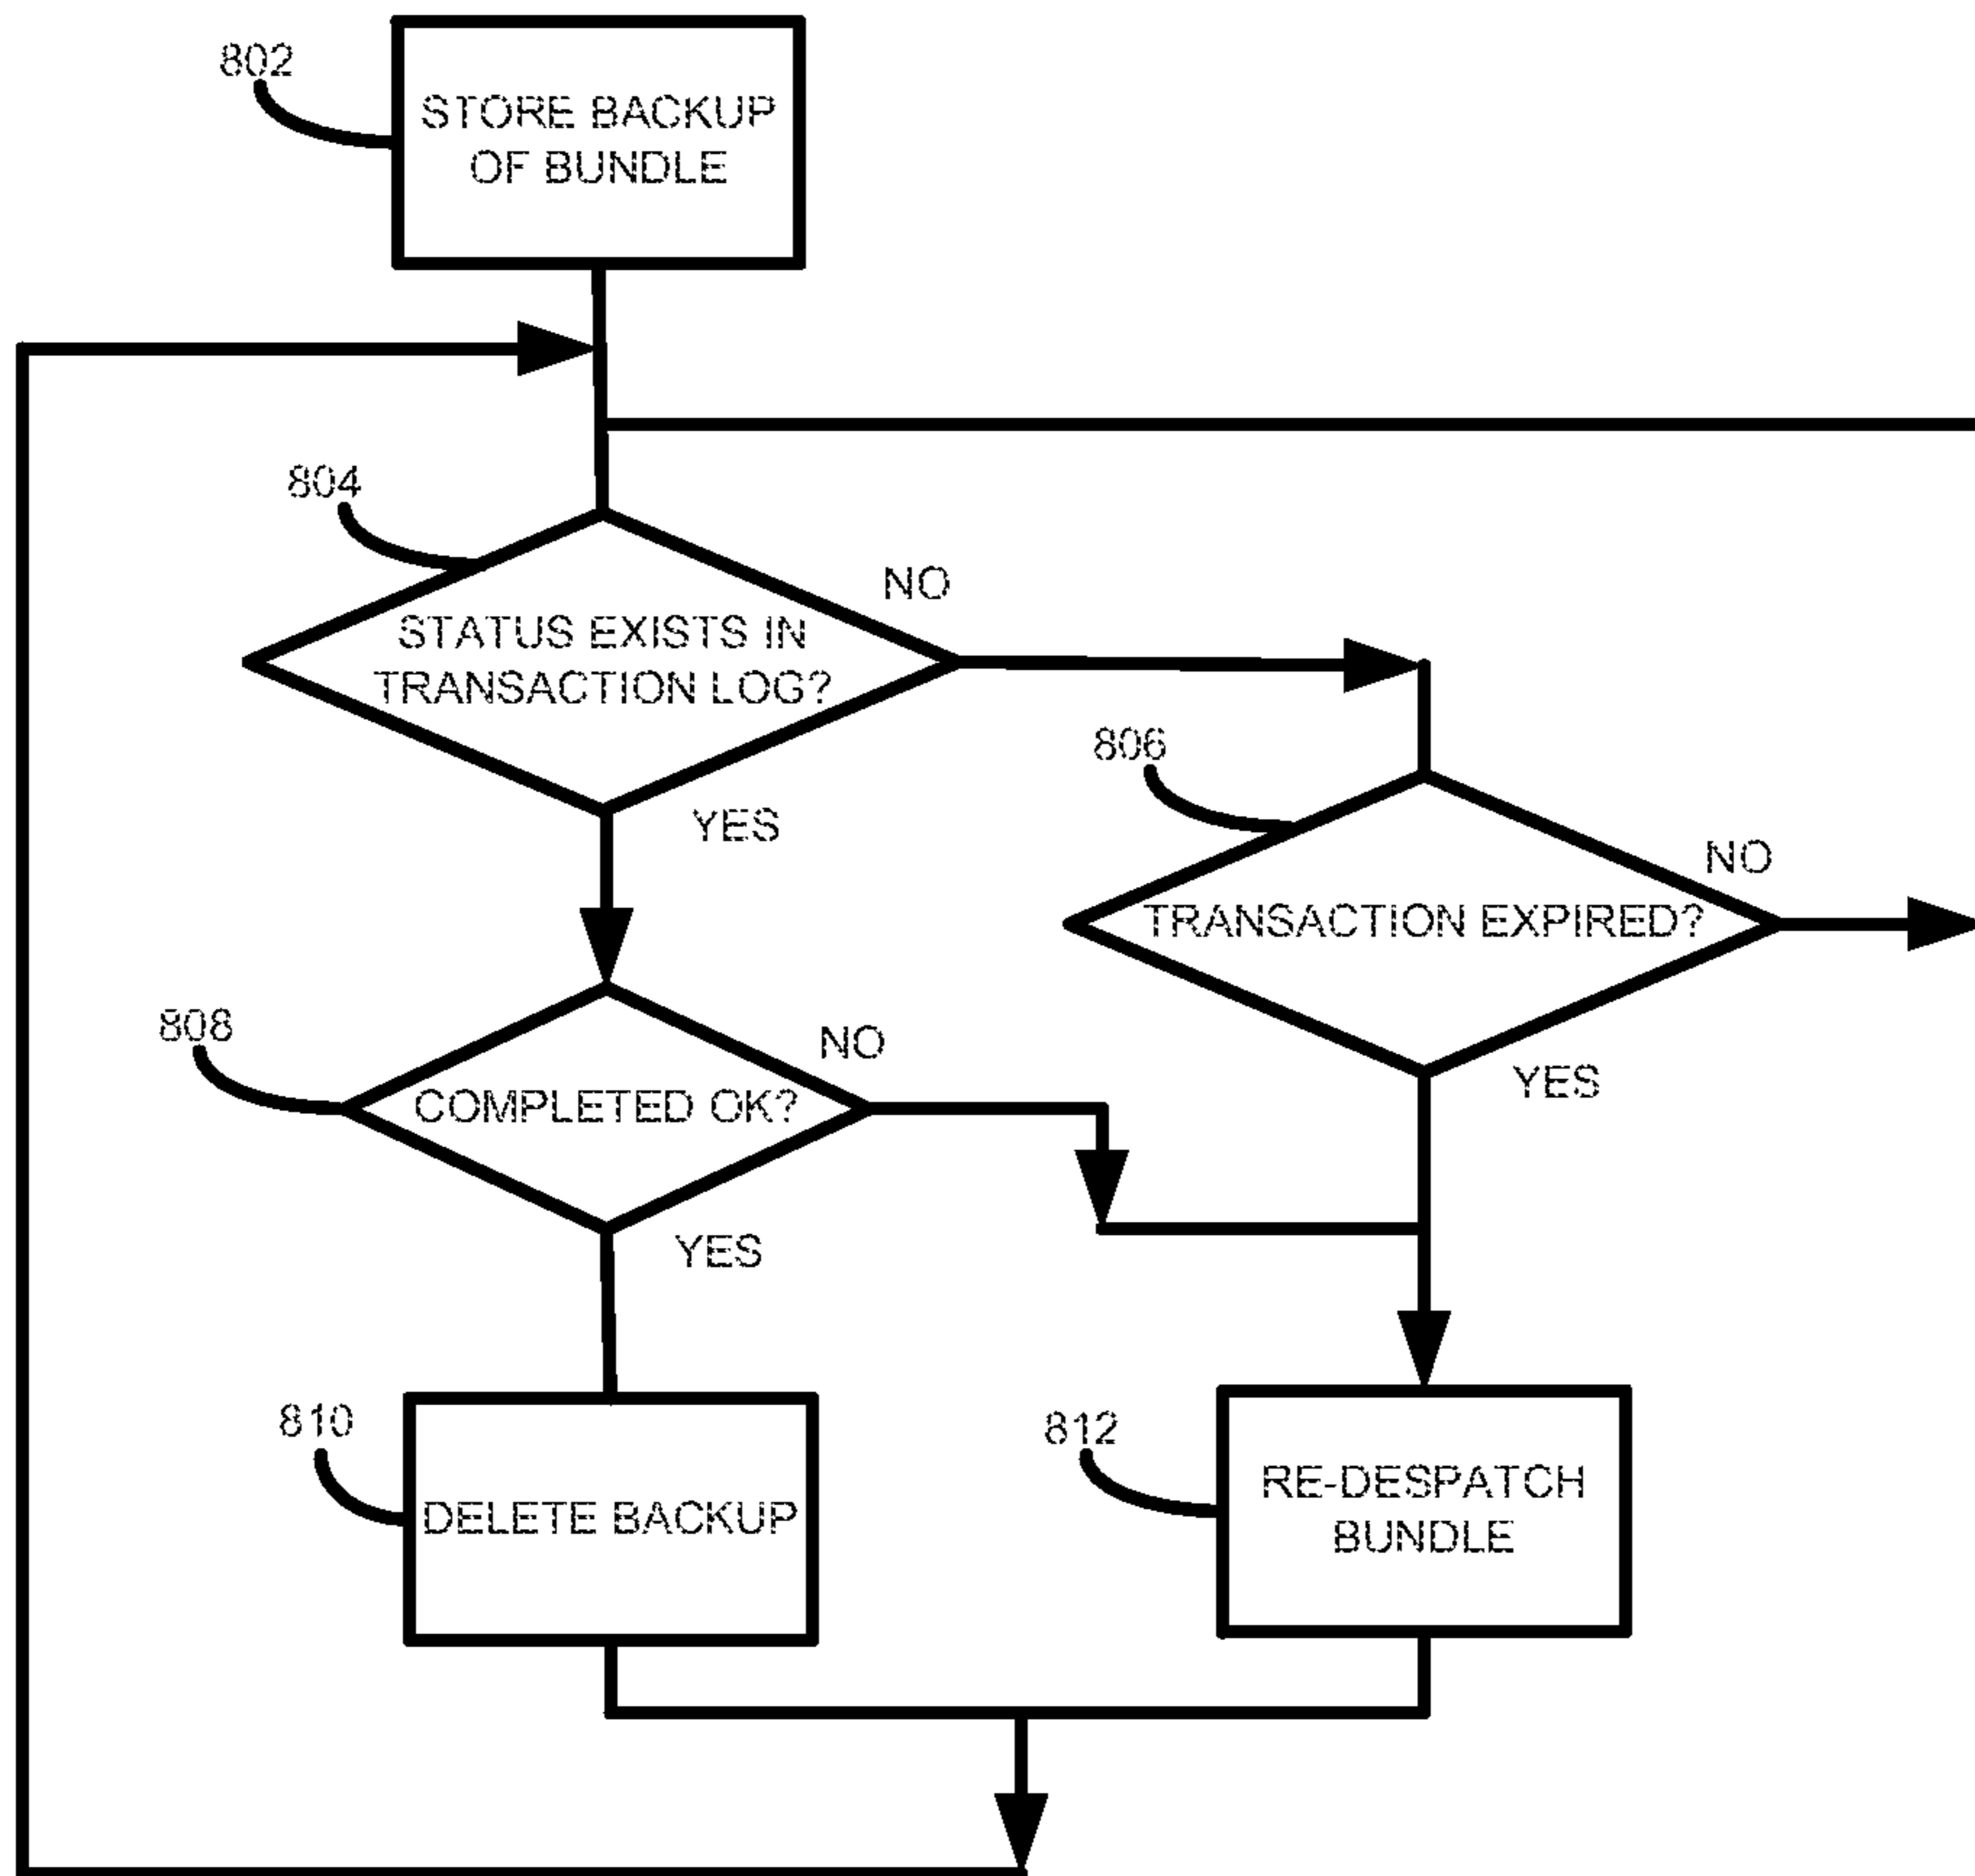 802
STORE BACKUP
OF BUNDLE
804
NO
STATUS EXISTS IN
TRANSACTION LOG?
YES
806
NO
TRANSACTION EXPIRED?
YES
808
NO
COMPLETED OK?
YES
810
DELETE BACKUP
812
RE-DESPATCH
BUNDLE